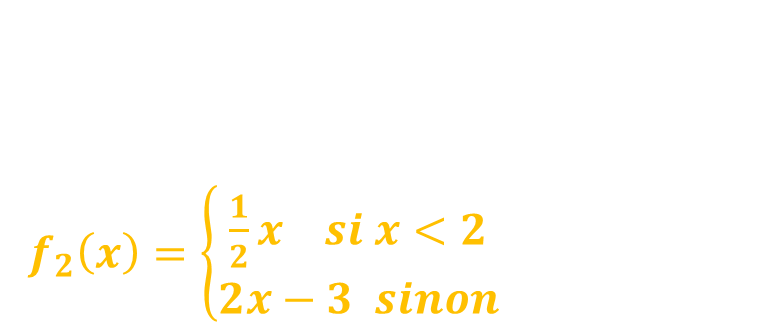 f₂(x) = { ½x si x < 2
2x − 3 sinon